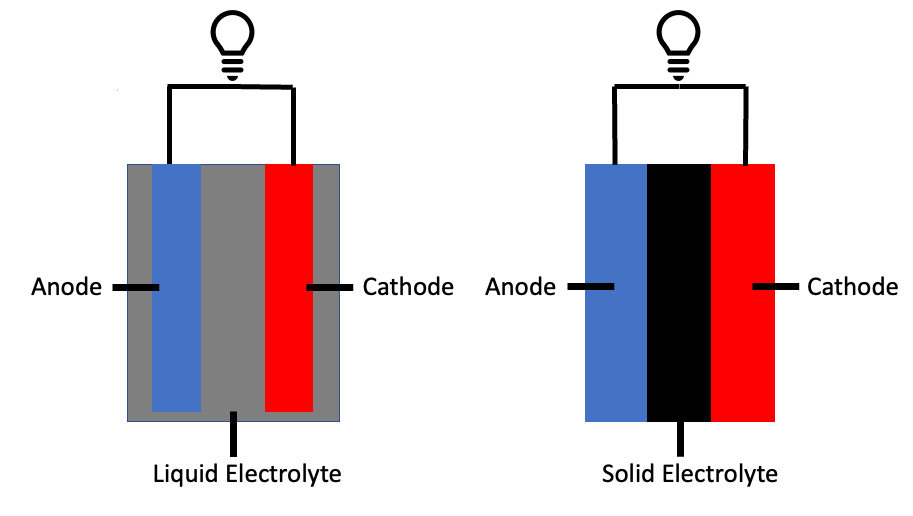 Anode
Cathode
Liquid Electrolyte
Anode
Cathode
Solid Electrolyte